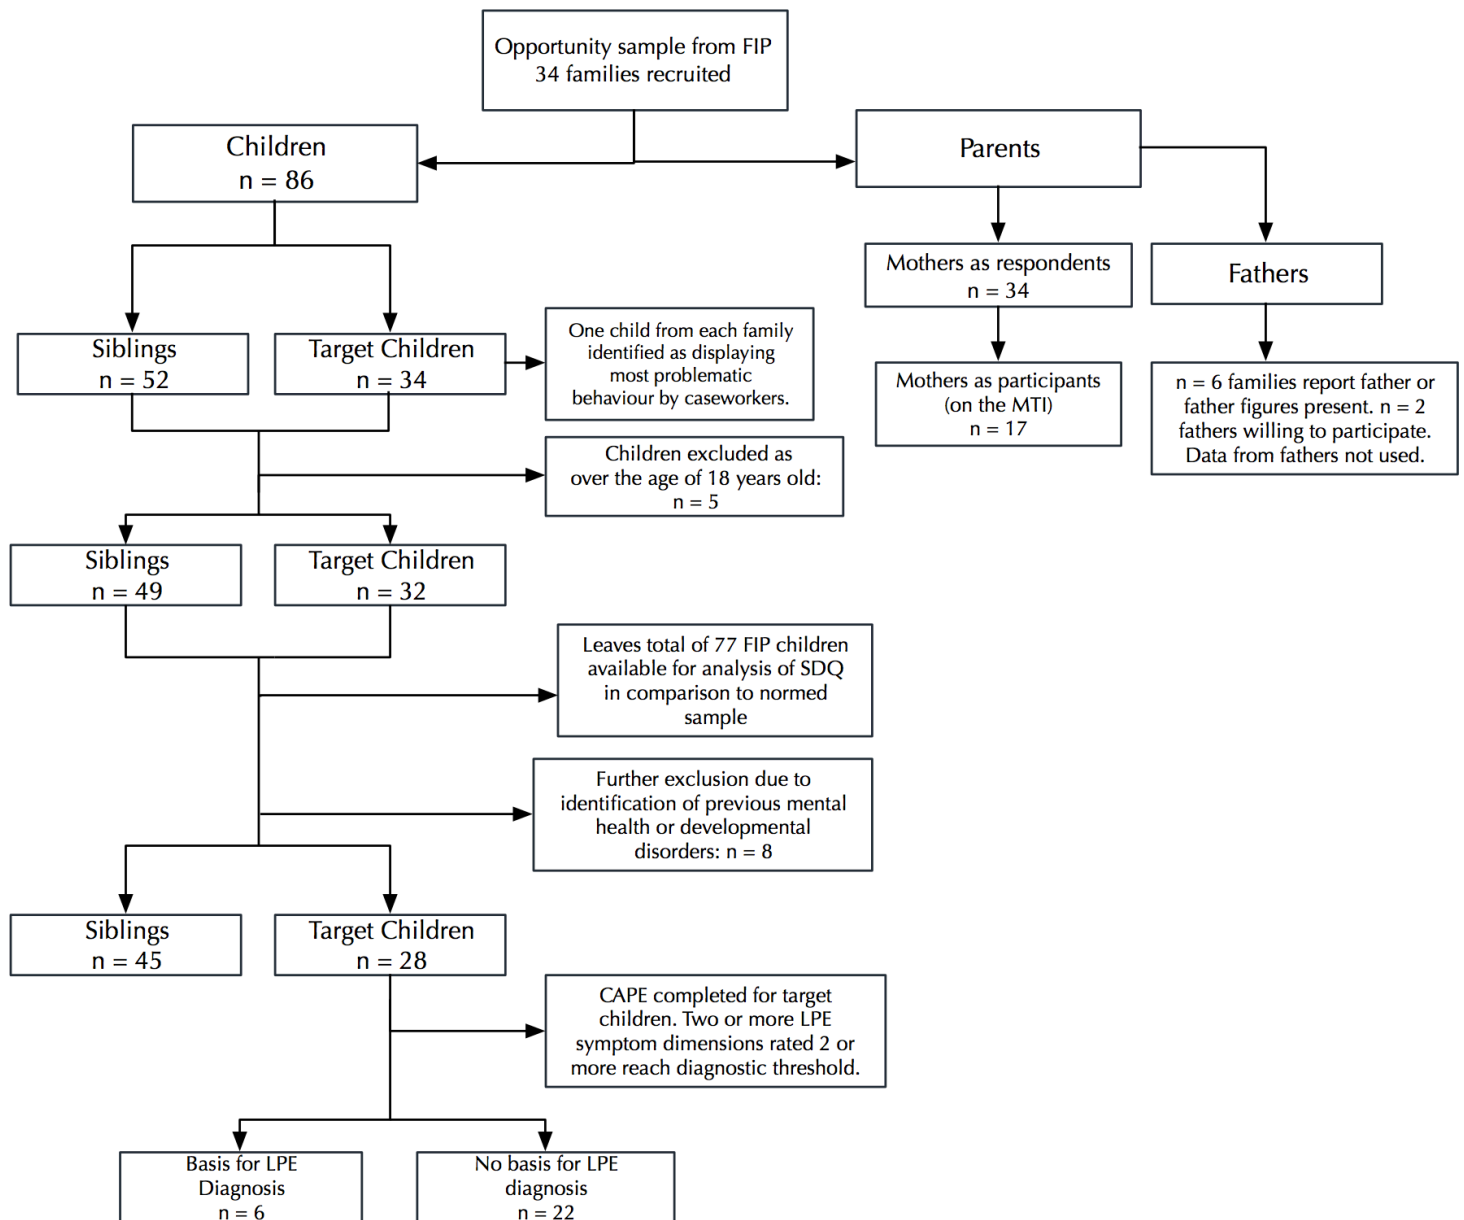 Opportunity sample from FIP
34 families recruited
Children
n = 86
Parents
Mothers as respondents
n = 34
Fathers
Siblings
n = 52
Target Children
n = 34
One child from each family
identified as displaying
most problematic
behaviour by caseworkers.
Mothers as participants
(on the MTI)
n = 17
n = 6 families report father or
father figures present. n = 2
fathers willing to participate.
Data from fathers not used.
Children excluded as
over the age of 18 years old:
n = 5
Siblings
n = 49
Target Children
n = 32
Leaves total of 77 FIP children
available for analysis of SDQ
in comparison to normed
sample
Further exclusion due to
identification of previous mental
health or developmental
disorders: n = 8
Siblings
n = 45
Target Children
n = 28
CAPE completed for target
children. Two or more LPE
symptom dimensions rated 2 or
more reach diagnostic threshold.
Basis for LPE
Diagnosis
n = 6
No basis for LPE
diagnosis
n = 22